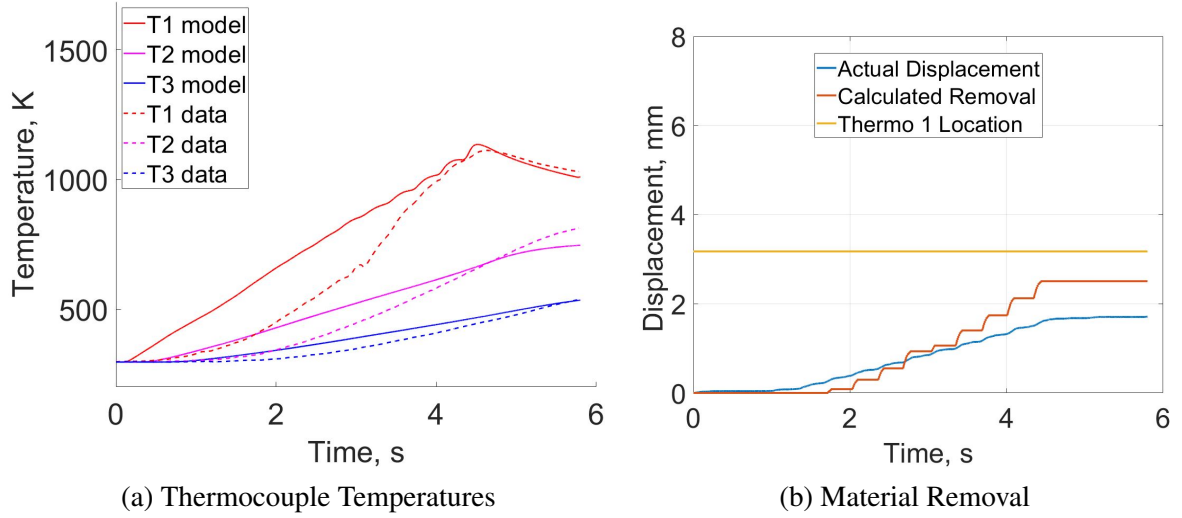 T1 model
T2 model
T3 model
T1 data
T2 data
T3 data
1500
1000
500
Temperature, K
0 2 4 6
Time, s
(a) Thermocouple Temperatures
Actual Displacement
Calculated Removal
Thermo 1 Location
8
6
4
2
0
Displacement, mm
0 2 4 6
Time, s
(b) Material Removal